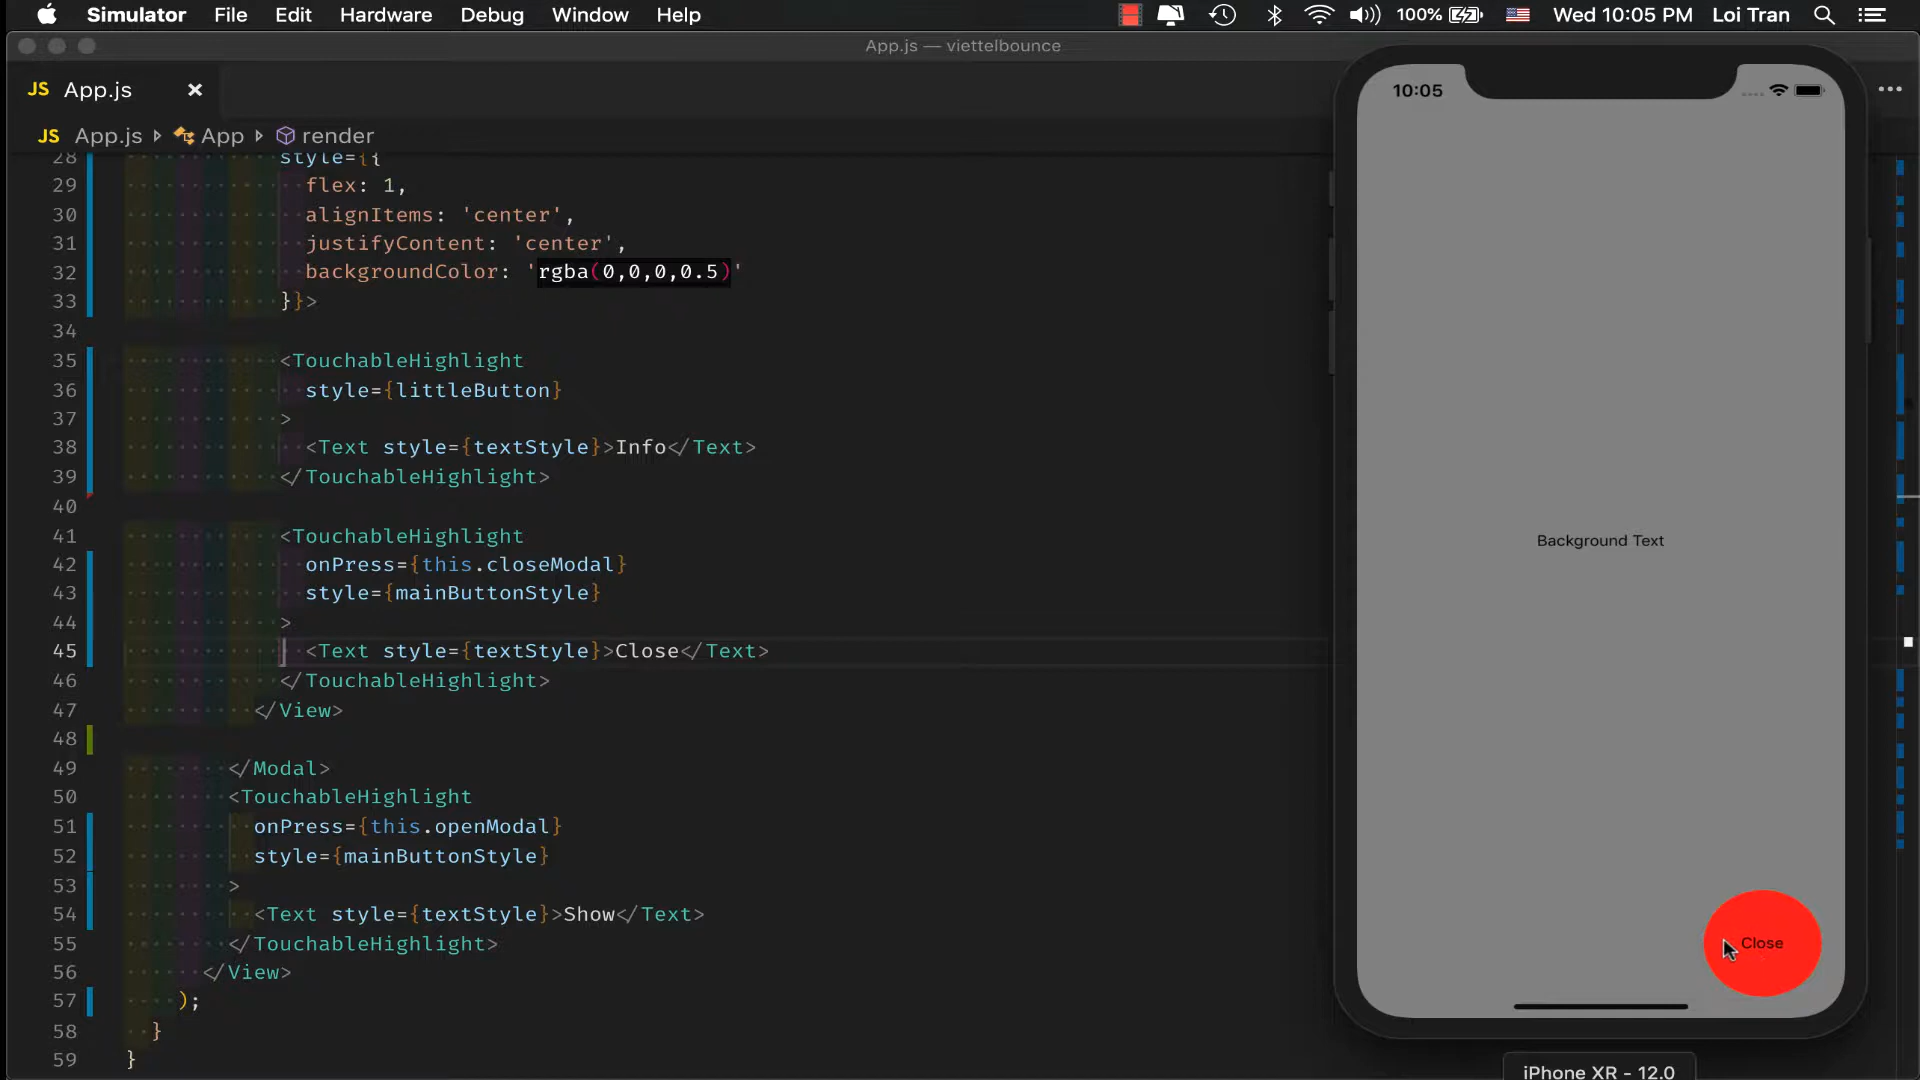 Simulator File Edit Hardware Debug Window Help 100% Wed 10:05 PM Loi Tran
App.js — viettelbounce
JS App.js
JS App.js App render
28 style={{
29 flex: 1,
30 alignItems: 'center',
31 justifyContent: 'center',
32 backgroundColor: 'rgba(0,0,0,0.5)'
33 }}>
34
35 <TouchableHighlight
36 style={littleButton}
37 >
38 <Text style={textStyle}>Info</Text>
39 </TouchableHighlight>
40
41 <TouchableHighlight
42 onPress={this.closeModal}
43 style={mainButtonStyle}
44 >
45 <Text style={textStyle}>Close</Text>
46 </TouchableHighlight>
47 </View>
48
49 </Modal>
50 <TouchableHighlight
51 onPress={this.openModal}
52 style={mainButtonStyle}
53 >
54 <Text style={textStyle}>Show</Text>
55 </TouchableHighlight>
56 </View>
57 );
58 }
59 }
10:05
Background Text
Close
iPhone XR - 12.0